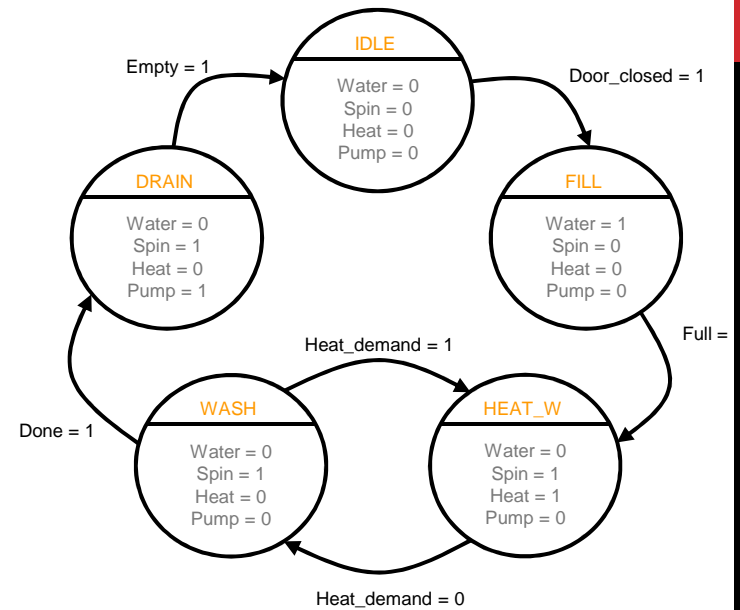 IDLE
Water = 0
Spin = 0
Heat = 0
Pump = 0
Empty = 1
Door_closed = 1
DRAIN
Water = 0
Spin = 1
Heat = 0
Pump = 1
FILL
Water = 1
Spin = 0
Heat = 0
Pump = 0
Full =
Heat_demand = 1
WASH
Water = 0
Spin = 1
Heat = 0
Pump = 0
HEAT_W
Water = 0
Spin = 1
Heat = 1
Pump = 0
Done = 1
Heat_demand = 0